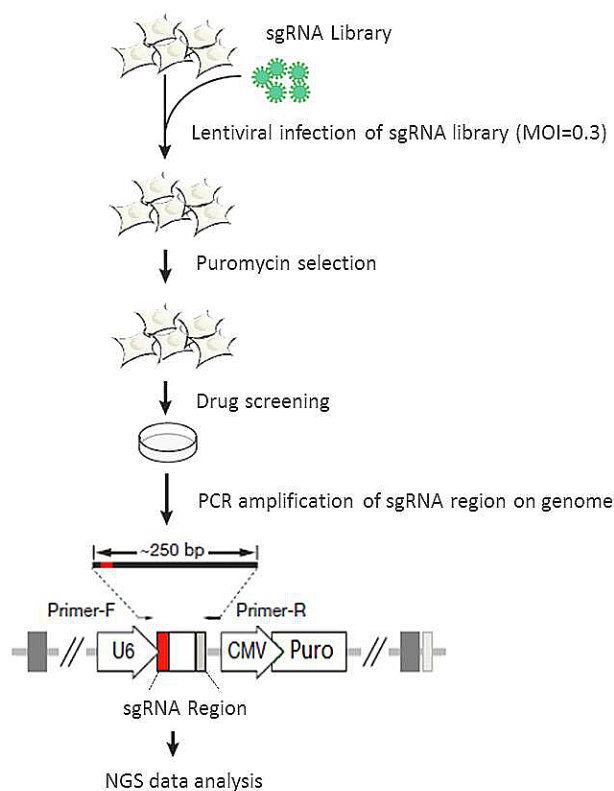 sgRNA Library
Lentiviral infection of sgRNA library (MOI=0.3)
Puromycin selection
Drug screening
PCR amplification of sgRNA region on genome
~250 bp
Primer-F
Primer-R
U6
CMV
Puro
sgRNA Region
NGS data analysis